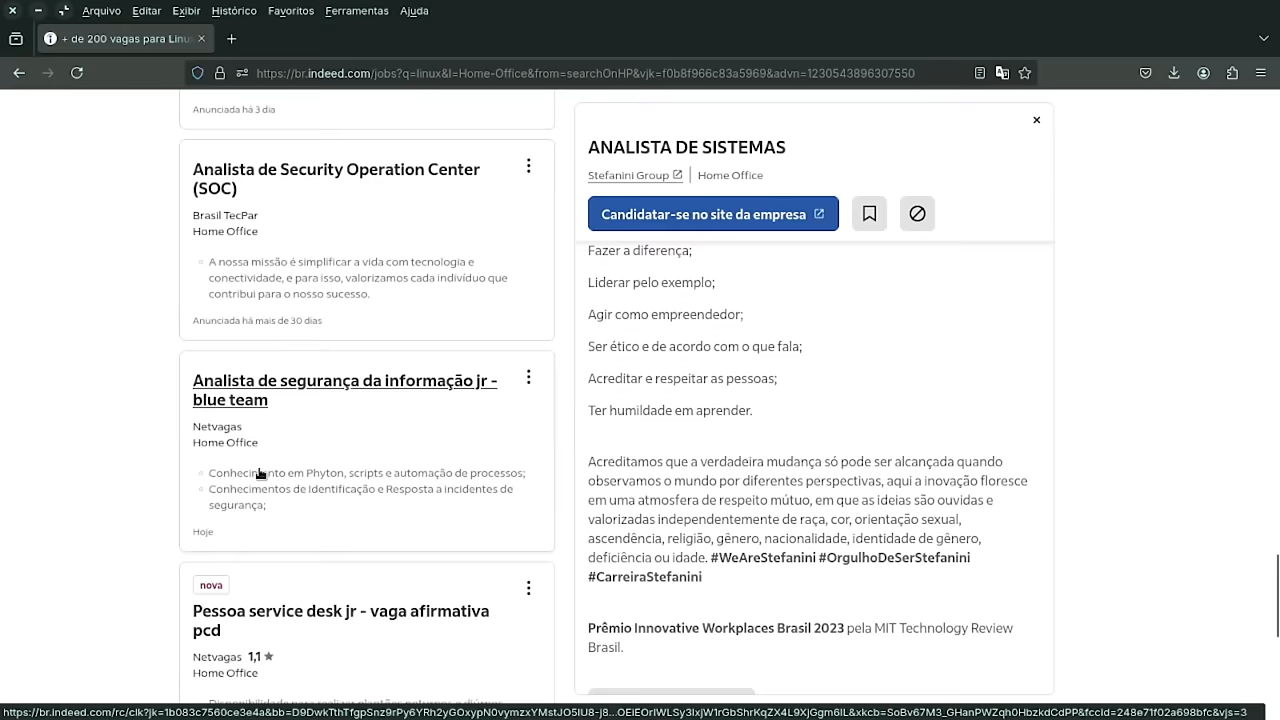 Arquivo Editar Exibir Histórico Favoritos Ferramentas Ajuda
+ de 200 vagas para Linu
https://br.indeed.com/jobs?q=linux&l=Home-Office&from=searchOnHP&vjk=f0b8f966c83a5969&advn=1230543896307550
Anunciada há 3 dia
Analista de Security Operation Center
(SOC)
Brasil TecPar
Home Office
A nossa missão é simplificar a vida com tecnologia e
conectividade, e para isso, valorizamos cada indivíduo que
contribui para o nosso sucesso.
Anunciada há mais de 30 dias
Analista de segurança da informação jr -
blue team
Netvagas
Home Office
Conhecimento em Phyton, scripts e automação de processos;
Conhecimentos de Identificação e Resposta a incidentes de
segurança;
Hoje
nova
Pessoa service desk jr - vaga afirmativa
pcd
Netvagas 1,1
Home Office
Disponibilidade para realizar plantões noturnos e diurnos
ANALISTA DE SISTEMAS
Stefanini Group
Home Office
Candidatar-se no site da empresa
Fazer a diferença;
Liderar pelo exemplo;
Agir como empreendedor;
Ser ético e de acordo com o que fala;
Acreditar e respeitar as pessoas;
Ter humildade em aprender.
Acreditamos que a verdadeira mudança só pode ser alcançada quando
observamos o mundo por diferentes perspectivas, aqui a inovação floresce
em uma atmosfera de respeito mútuo, em que as ideias são ouvidas e
valorizadas independentemente de raça, cor, orientação sexual,
ascendência, religião, gênero, nacionalidade, identidade de gênero,
deficiência ou idade. #WeAreStefanini #OrgulhoDeSerStefanini
#CarreiraStefanini
Prêmio Innovative Workplaces Brasil 2023 pela MIT Technology Review
Brasil.